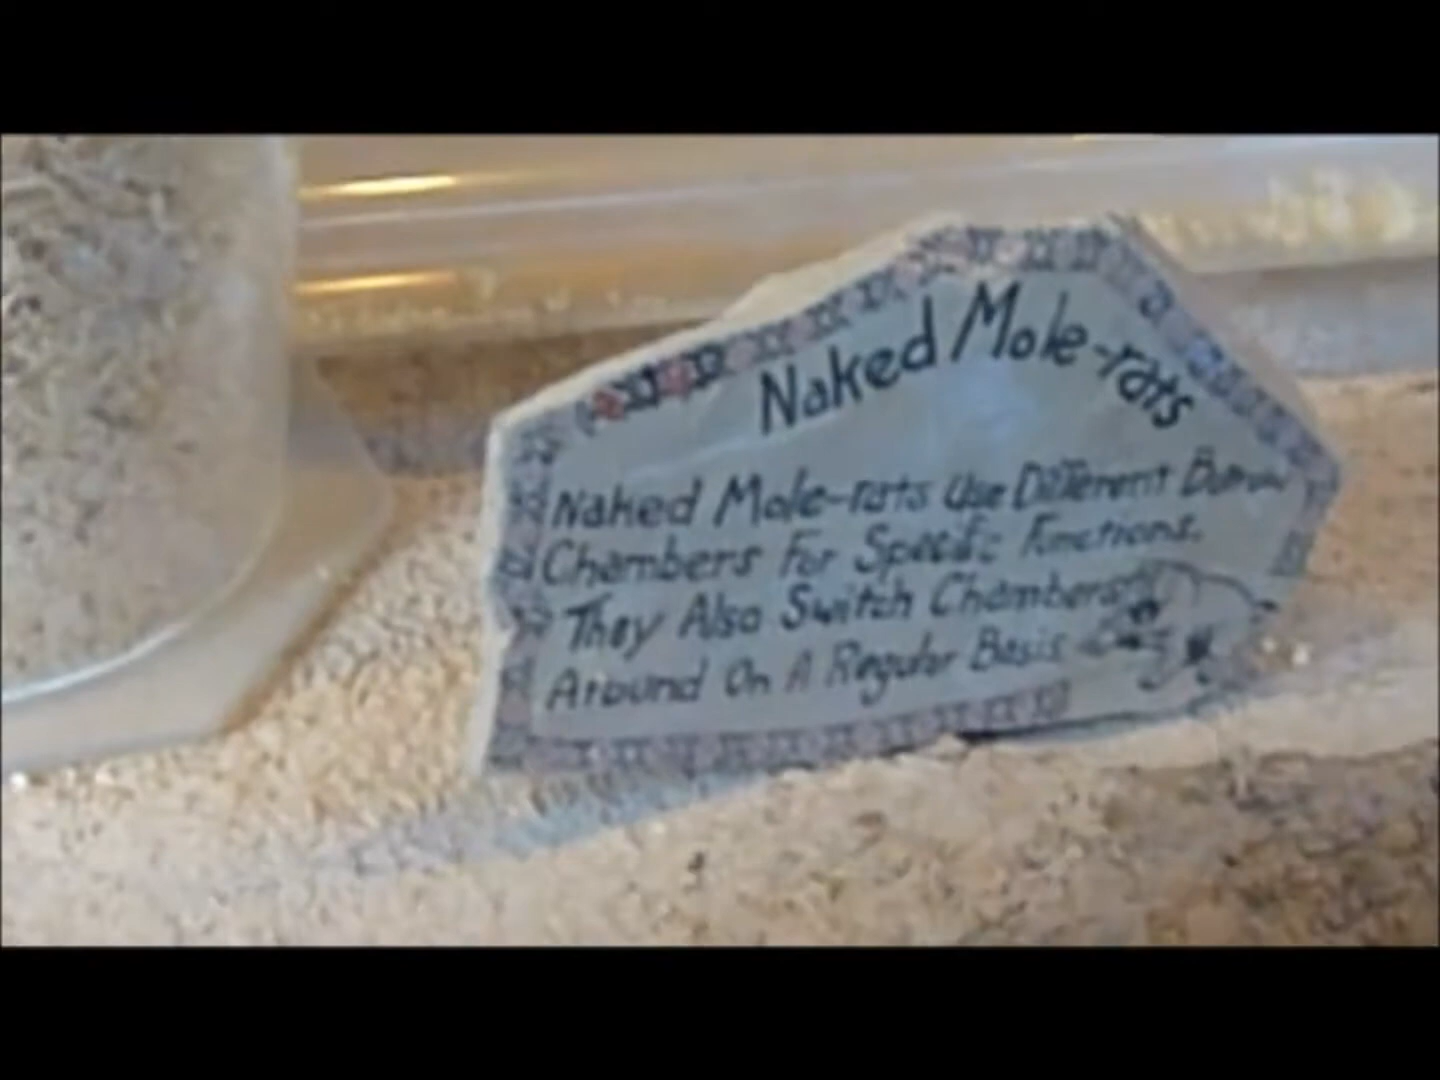 Naked Mole-rats
Naked Mole-rats Use Different Burrow
Chambers For Specific Functions.
They Also Switch Chambers
Around On A Regular Basis